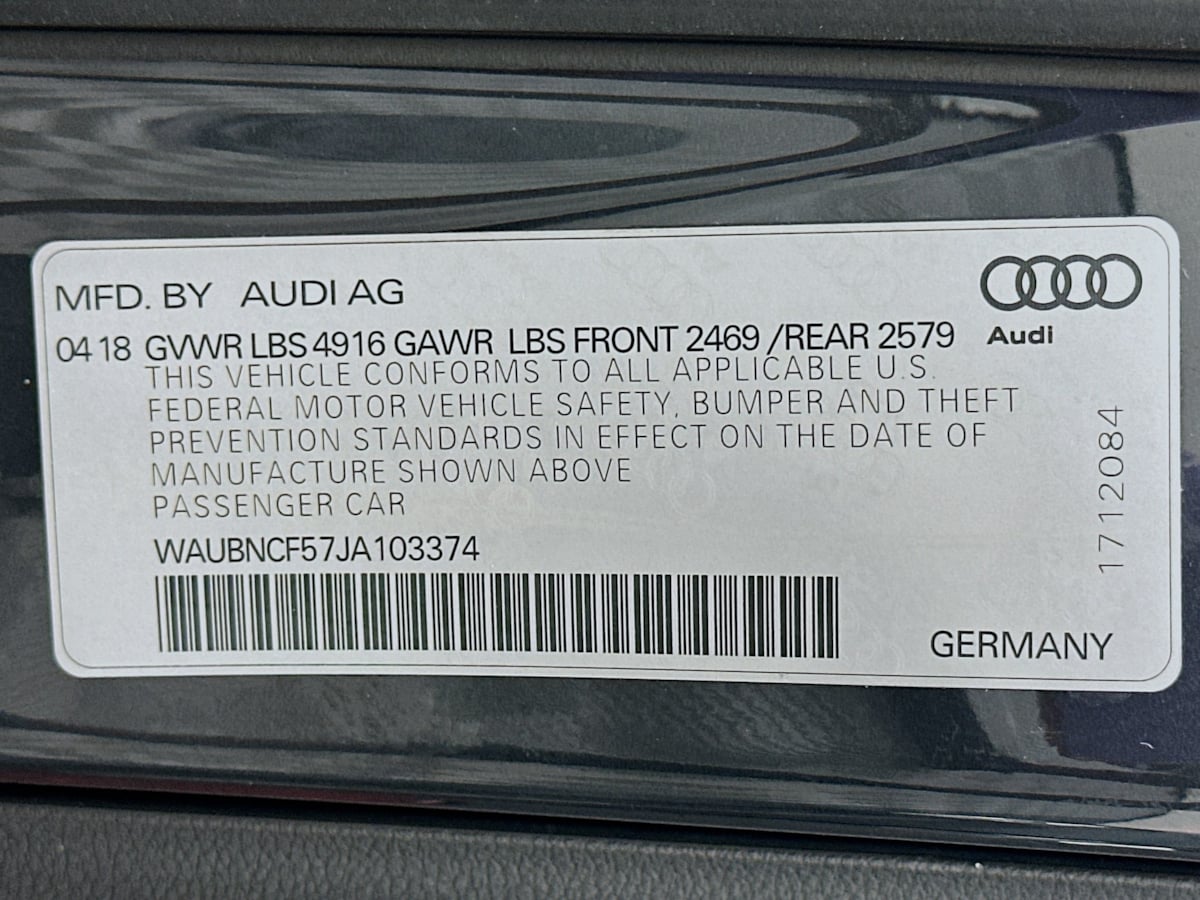 MFD. BY AUDI AG
Audi
04 18 GVWR LBS 4916 GAWR LBS FRONT 2469 /REAR 2579
THIS VEHICLE CONFORMS TO ALL APPLICABLE U.S.
FEDERAL MOTOR VEHICLE SAFETY, BUMPER AND THEFT
PREVENTION STANDARDS IN EFFECT ON THE DATE OF
MANUFACTURE SHOWN ABOVE
PASSENGER CAR
WAUBNCF57JA103374
GERMANY
1712084